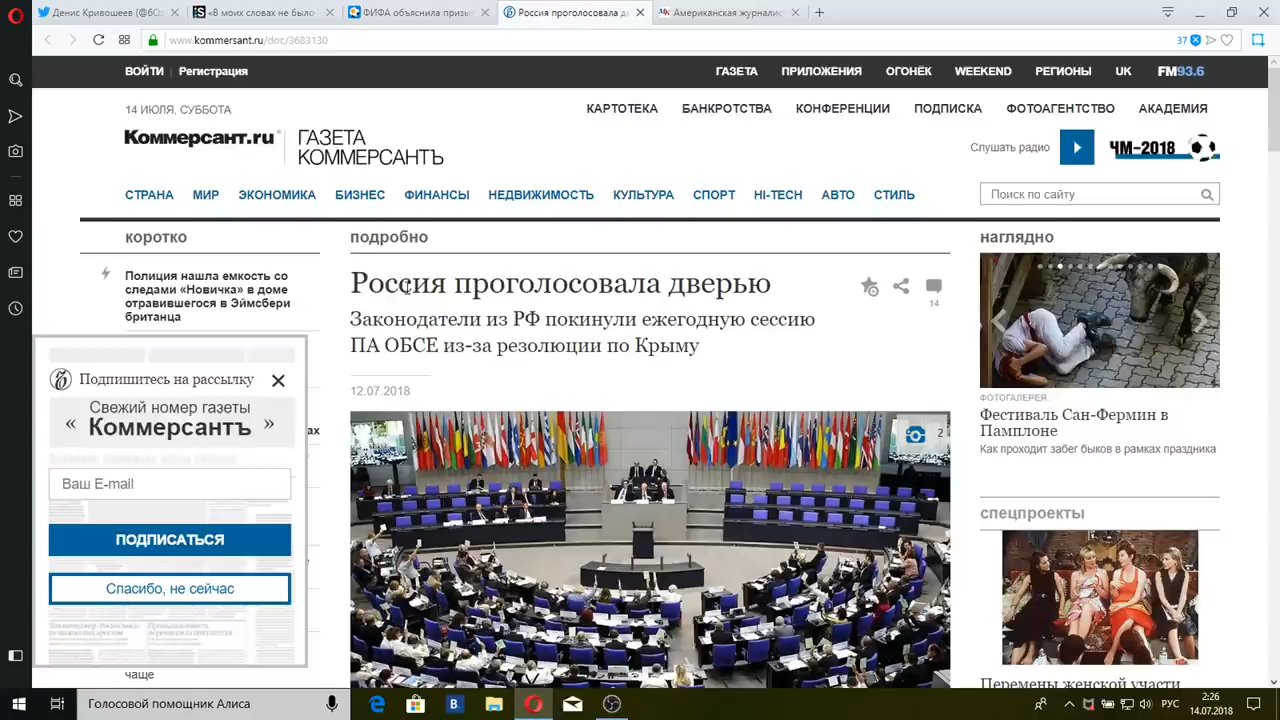 Денис Кривошеев (@6Ол
«В моих словах не было
ФИФА объяснила призы
Россия проголосовала д
Американская журналис
www.kommersant.ru/doc/3683130
37
ВОЙТИ | Регистрация
ГАЗЕТА ПРИЛОЖЕНИЯ ОГОНЁК WEEKEND РЕГИОНЫ UK FM93.6
14 ИЮЛЯ, СУББОТА
КАРТОТЕКА БАНКРОТСТВА КОНФЕРЕНЦИИ ПОДПИСКА ФОТОАГЕНТСТВО АКАДЕМИЯ
Коммерсант.ru
ГАЗЕТА
КОММЕРСАНТЪ
Слушать радио
ЧМ-2018
СТРАНА МИР ЭКОНОМИКА БИЗНЕС ФИНАНСЫ НЕДВИЖИМОСТЬ КУЛЬТУРА СПОРТ HI-TECH АВТО СТИЛЬ
Поиск по сайту
коротко
Полиция нашла емкость со
следами «Новичка» в доме
отравившегося в Эймсбери
британца
Подпишитесь на рассылку
« Свежий номер газеты »
Коммерсантъ
Ваш E-mail
ПОДПИСАТЬСЯ
Спасибо, не сейчас
ах
чаще
подробно
Россия проголосовала дверью
14
Законодатели из РФ покинули ежегодную сессию
ПА ОБСЕ из-за резолюции по Крыму
12.07.2018
2
наглядно
ФОТОГАЛЕРЕЯ
Фестиваль Сан-Фермин в
Памплоне
Как проходит забег быков в рамках праздника
спецпроекты
Перемены женской участи
Голосовой помощник Алиса
РУС
2:26
14.07.2018